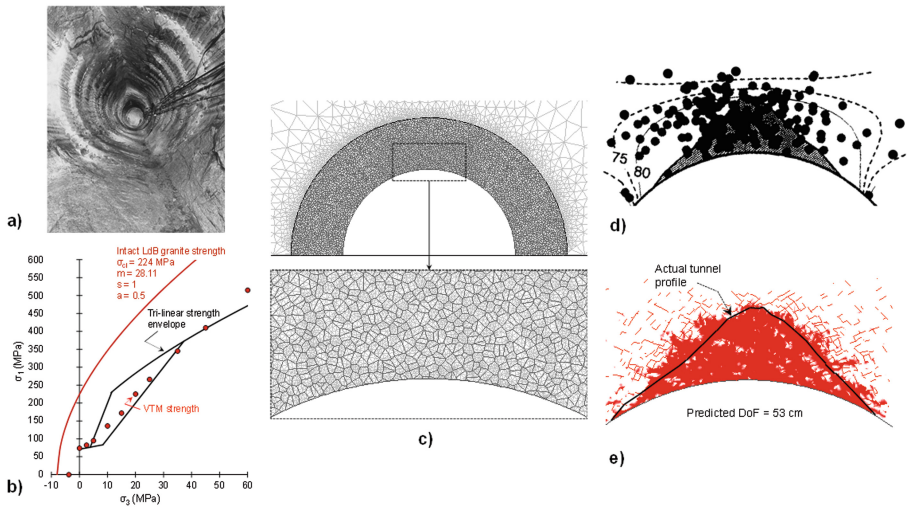 a)
Intact LdB granite strength
σci = 224 MPa
m = 28.11
s = 1
a = 0.5
Tri-linear strength
envelope
VTM strength
600
550
500
450
400
350
300
250
200
150
100
50
0
σ1 (MPa)
-10 0 10 20 30 40 50 60
σ3 (MPa)
b)
c)
75
80
d)
Actual tunnel
profile
Predicted DoF = 53 cm
e)